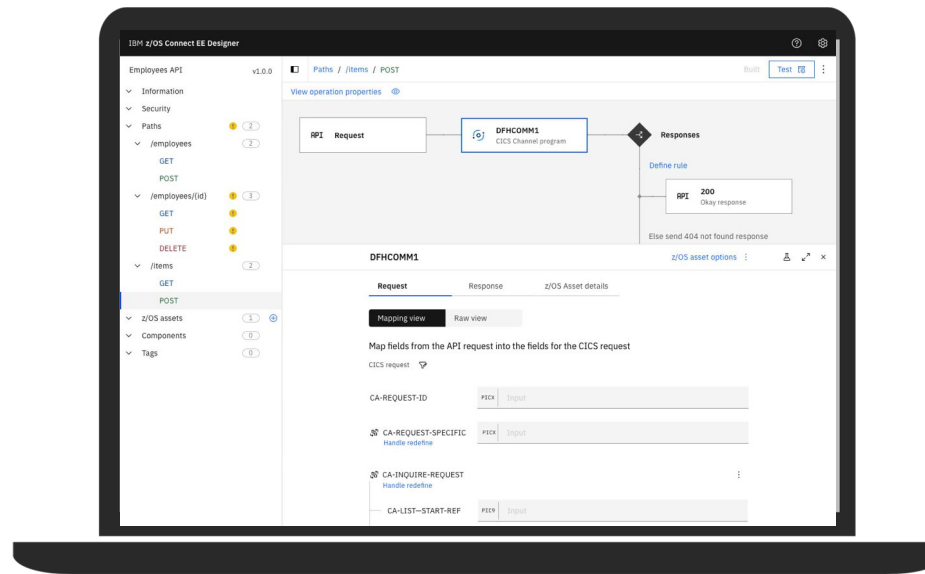 IBM z/OS Connect EE Designer
Employees API v1.0.0
Information
Security
Paths 2
/employees 2
GET
POST
/employees/{id} 3
GET
PUT
DELETE
/items 2
GET
POST
z/OS assets 1
Components 0
Tags 0
Paths / /items / POST
Built Test
View operation properties
API Request
DFHCOMM1
CICS Channel program
Responses
Define rule
API 200
Okay response
Else send 404 not found response
DFHCOMM1 z/OS asset options
Request Response z/OS Asset details
Mapping view Raw view
Map fields from the API request into the fields for the CICS request
CICS request
CA-REQUEST-ID PICX Input
CA-REQUEST-SPECIFIC PICX Input
Handle redefine
CA-INQUIRE-REQUEST
Handle redefine
CA-LIST—START-REF PIC9 Input